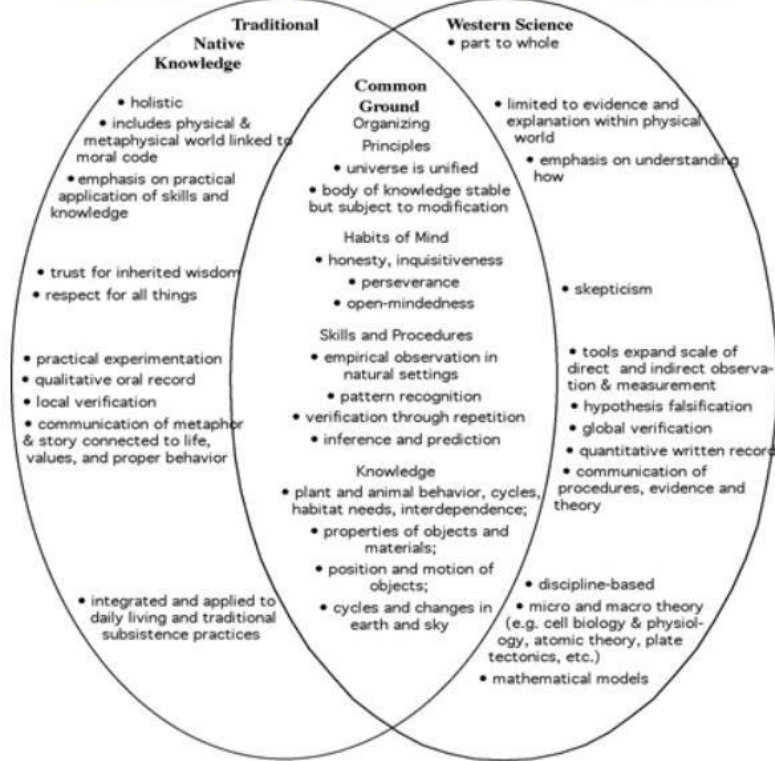 Traditional
Native
Knowledge
• holistic
• includes physical &
metaphysical world linked to
moral code
• emphasis on practical
application of skills and
knowledge
• trust for inherited wisdom
• respect for all things
• practical experimentation
• qualitative oral record
• local verification
• communication of metaphor
& story connected to life,
values, and proper behavior
• integrated and applied to
daily living and traditional
subsistence practices
Common
Ground
Organizing
Principles
• universe is unified
• body of knowledge stable
but subject to modification
Habits of Mind
• honesty, inquisitiveness
• perseverance
• open-mindedness
Skills and Procedures
• empirical observation in
natural settings
• pattern recognition
• verification through repetition
• inference and prediction
Knowledge
• plant and animal behavior, cycles,
habitat needs, interdependence;
• properties of objects and
materials;
• position and motion of
objects;
• cycles and changes in
earth and sky
Western Science
• part to whole
• limited to evidence and
explanation within physical
world
• emphasis on understanding
how
• skepticism
• tools expand scale of
direct and indirect observa-
tion & measurement
• hypothesis falsification
• global verification
• quantitative written record
• communication of
procedures, evidence and
theory
• discipline-based
• micro and macro theory
(e.g. cell biology & physiol-
ogy, atomic theory, plate
tectonics, etc.)
• mathematical models